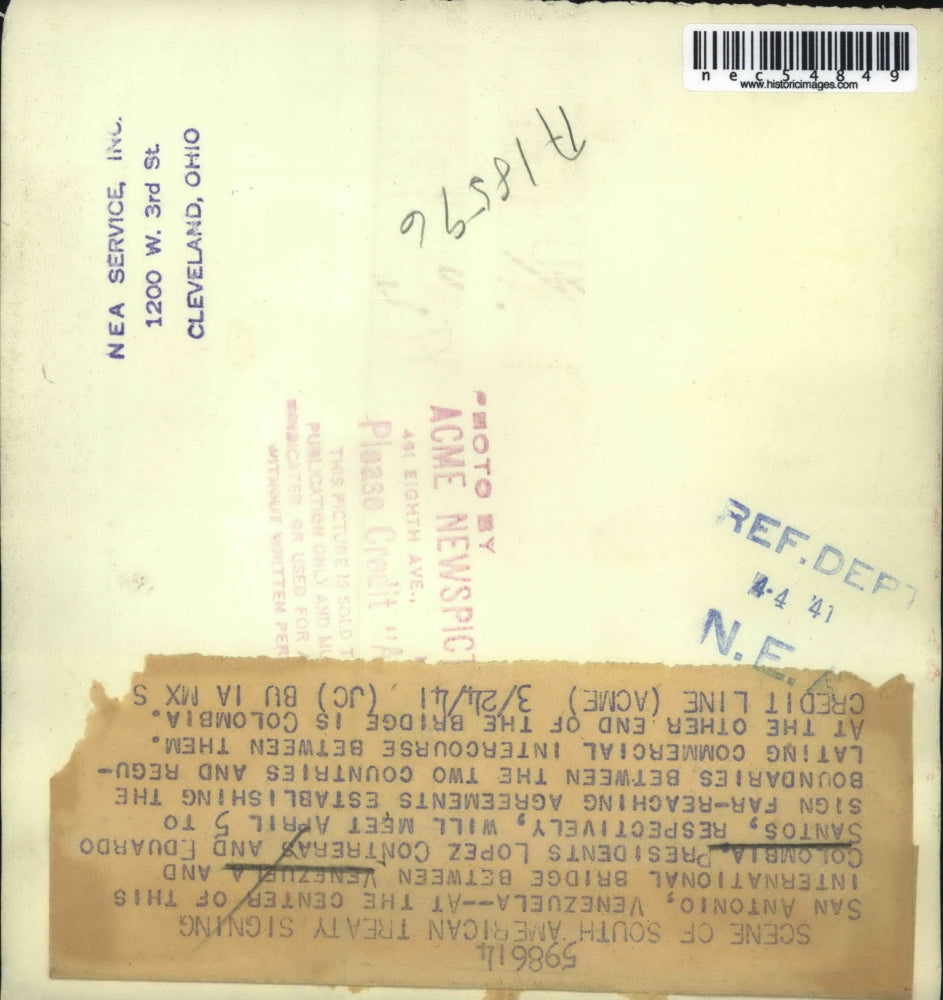 nec54849
www.historicimages.com
NEA SERVICE, INC.
1200 W. 3rd St.
CLEVELAND, OHIO
A18596
PHOTO BY
ACME NEWSPICT
461 EIGHTH AVE.,
Please Credit "A
THIS PICTURE IS SOLD
PUBLICATION ONLY AND
SYNDICATED OR USED FOR
WITHOUT WRITTEN PER
REF. DEPT
4-4 '41
N. E. A
598614
SCENE OF SOUTH AMERICAN TREATY SIGNING
SAN ANTONIO, VENEZUELA--AT THE CENTER OF THIS
INTERNATIONAL BRIDGE BETWEEN VENEZUELA AND
COLOMBIA PRESIDENTS LOPEZ CONTRERAS AND EDUARDO
SANTOS, RESPECTIVELY, WILL MEET APRIL 5 TO
SIGN FAR-REACHING AGREEMENTS ESTABLISHING THE
BOUNDARIES BETWEEN THE TWO COUNTRIES AND REGU-
LATING COMMERCIAL INTERCOURSE BETWEEN THEM.
AT THE OTHER END OF THE BRIDGE IS COLOMBIA.
CREDIT LINE (ACME) 3/24/41 (JC) BU IA MX S